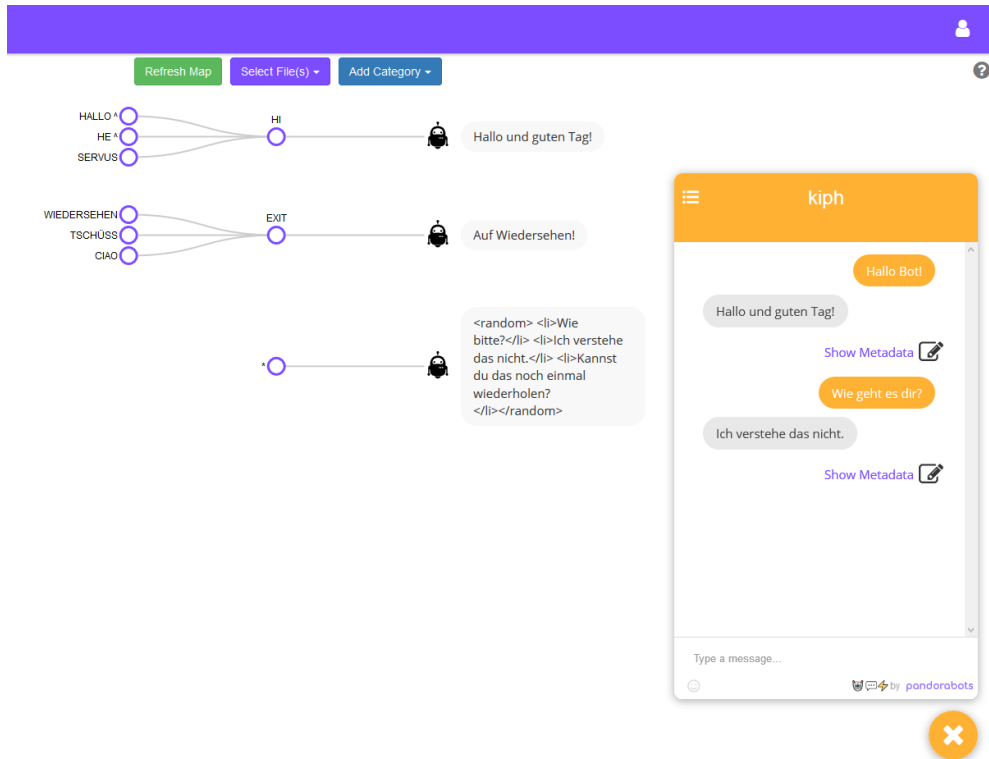 Refresh Map
Select File(s)
Add Category
HALLO ^
HE ^
SERVUS
HI
Hallo und guten Tag!
WIEDERSEHEN
TSCHÜSS
CIAO
EXIT
Auf Wiedersehen!
*
<random> <li>Wie
bitte?</li> <li>Ich verstehe
das nicht.</li> <li>Kannst
du das noch einmal
wiederholen?
</li></random>
kiph
Hallo Bot!
Hallo und guten Tag!
Show Metadata
Wie geht es dir?
Ich verstehe das nicht.
Show Metadata
Type a message...
by pandorabots